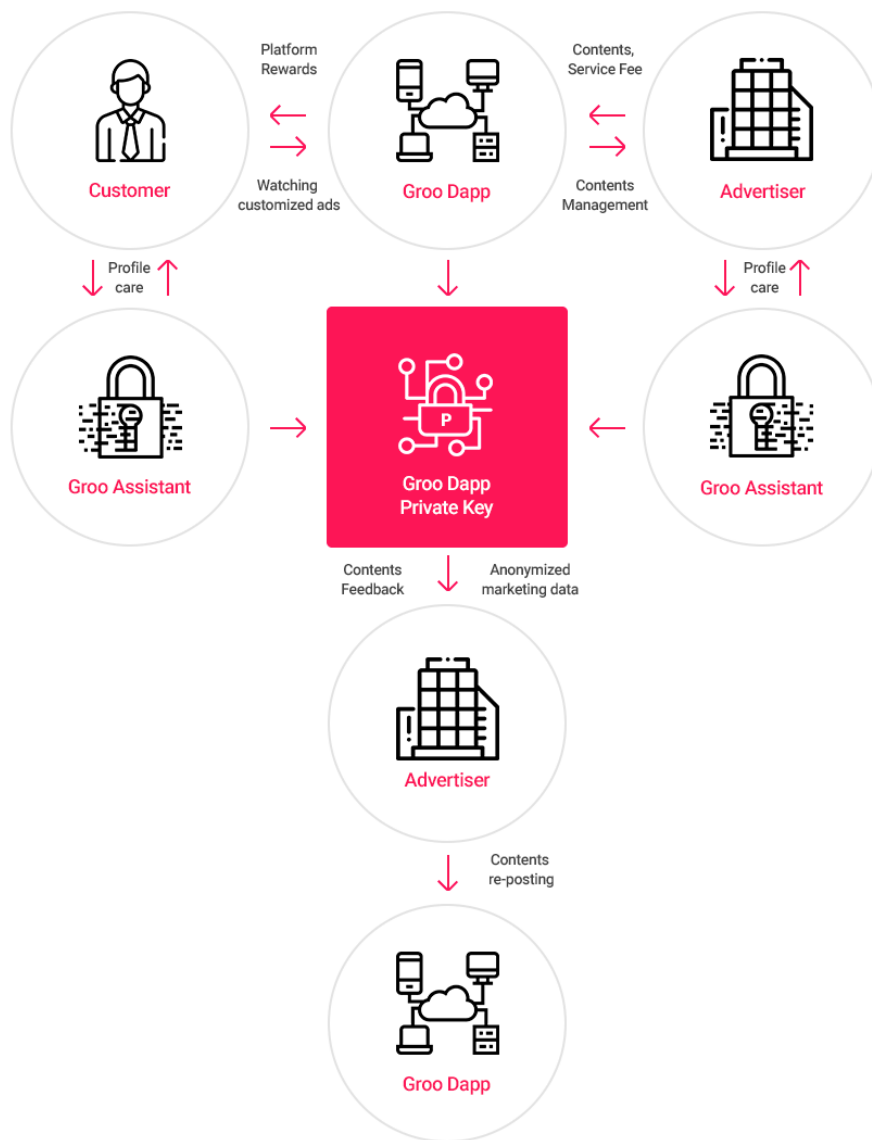 Platform
Rewards
Contents,
Service Fee
Customer
Watching
customized ads
Groo Dapp
Contents
Management
Advertiser
Profile
care
Profile
care
P
Groo Assistant
Groo Dapp
Private Key
Groo Assistant
Contents
Feedback
Anonymized
marketing data
Advertiser
Contents
re-posting
Groo Dapp